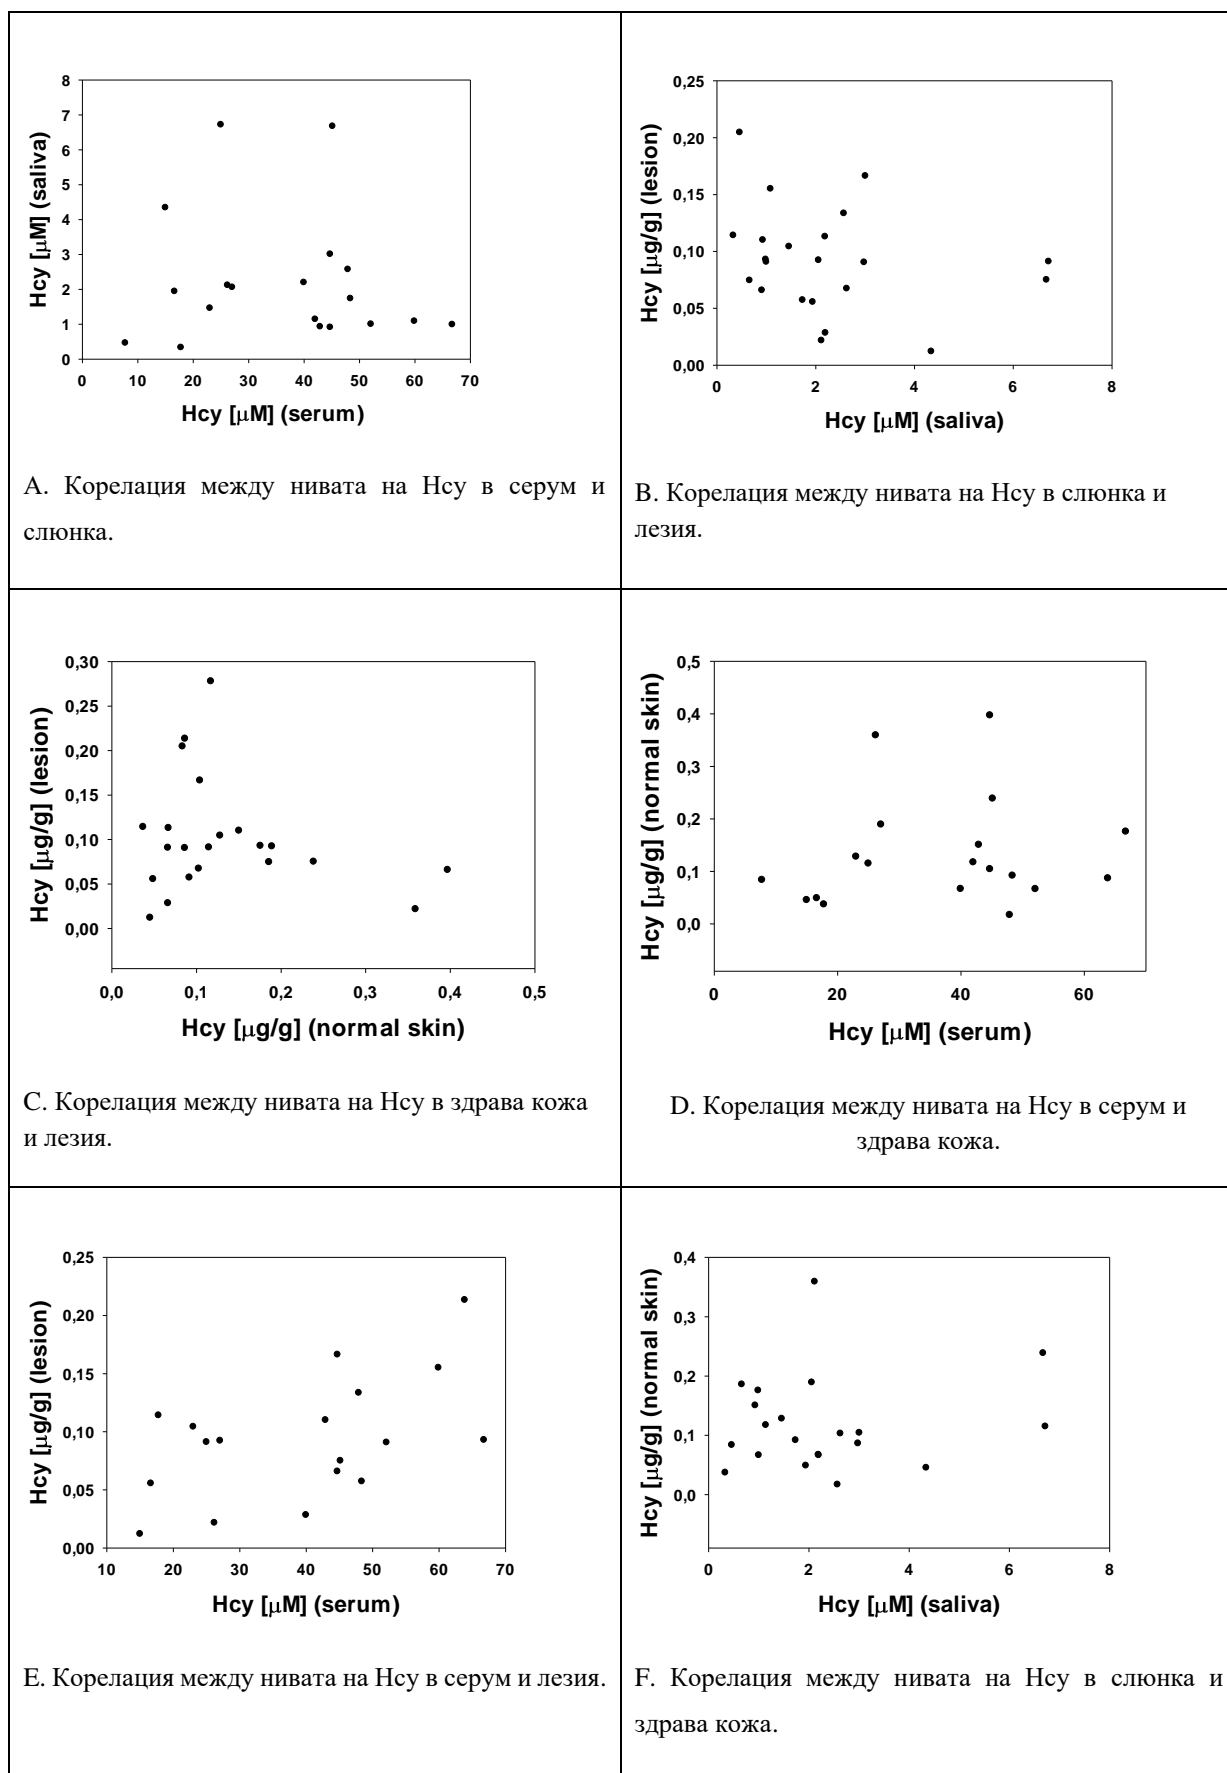 8
7
6
5
4
3
2
1
0
Hcy [μM] (saliva)
0 10 20 30 40 50 60 70
Hcy [μM] (serum)
A. Корелация между нивата на Hcy в серум и
слюнка.
0,25
0,20
0,15
0,10
0,05
0,00
Hcy [μg/g] (lesion)
0 2 4 6 8
Hcy [μM] (saliva)
B. Корелация между нивата на Hcy в слюнка и
лезия.
0,30
0,25
0,20
0,15
0,10
0,05
0,00
Hcy [μg/g] (lesion)
0,0 0,1 0,2 0,3 0,4 0,5
Hcy [μg/g] (normal skin)
C. Корелация между нивата на Hcy в здрава кожа
и лезия.
0,5
0,4
0,3
0,2
0,1
0,0
Hcy [μg/g] (normal skin)
0 20 40 60
Hcy [μM] (serum)
D. Корелация между нивата на Hcy в серум и
здрава кожа.
0,25
0,20
0,15
0,10
0,05
0,00
Hcy [μg/g] (lesion)
10 20 30 40 50 60 70
Hcy [μM] (serum)
E. Корелация между нивата на Hcy в серум и лезия.
0,4
0,3
0,2
0,1
0,0
Hcy [μg/g] (normal skin)
0 2 4 6 8
Hcy [μM] (saliva)
F. Корелация между нивата на Hcy в слюнка и
здрава кожа.